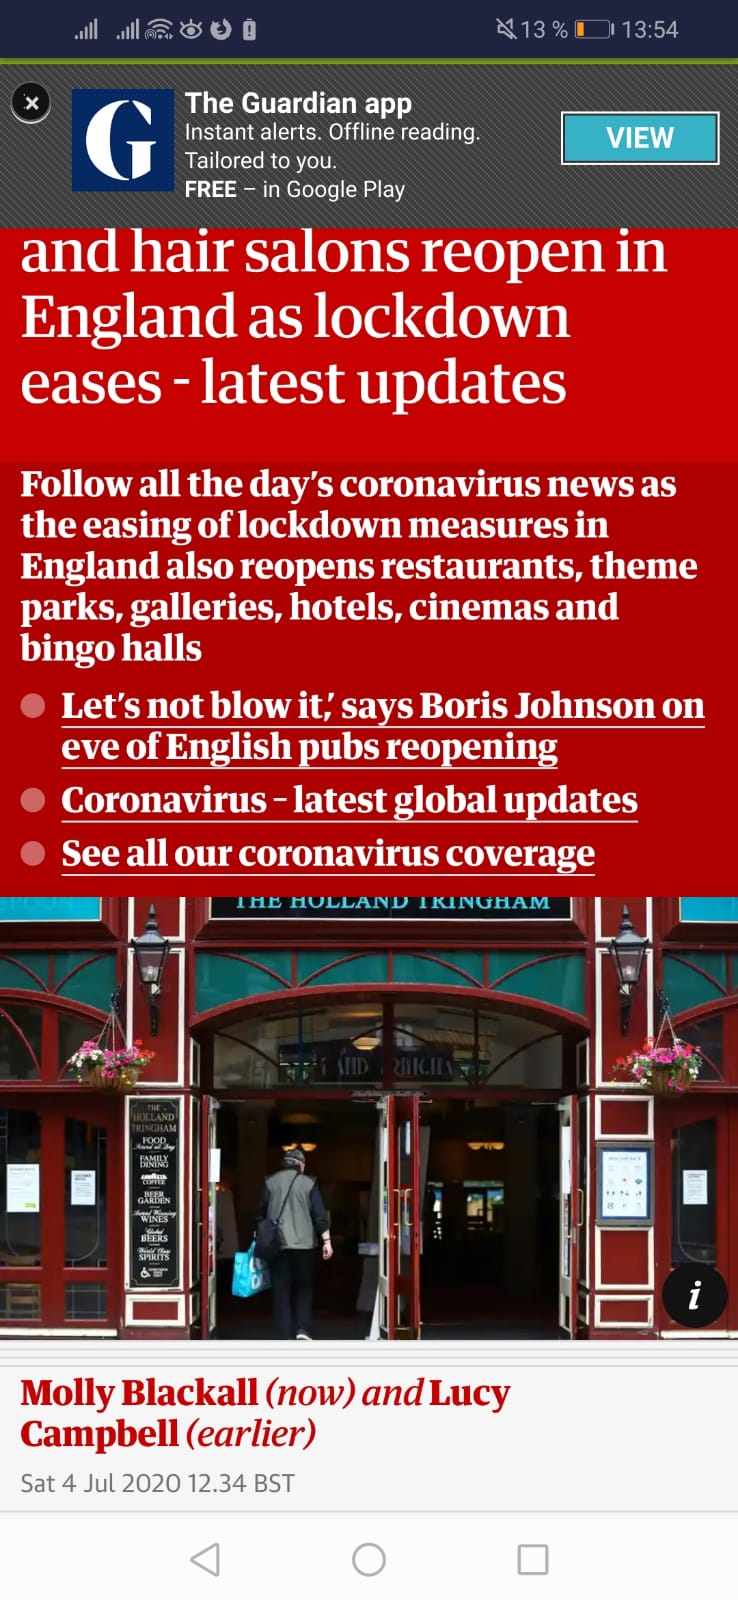 13 % 13:54
The Guardian app
Instant alerts. Offline reading.
Tailored to you.
FREE – in Google Play
VIEW
G
and hair salons reopen in
England as lockdown
eases - latest updates
Follow all the day's coronavirus news as
the easing of lockdown measures in
England also reopens restaurants, theme
parks, galleries, hotels, cinemas and
bingo halls
Let's not blow it,' says Boris Johnson on
eve of English pubs reopening
Coronavirus – latest global updates
See all our coronavirus coverage
THE HOLLAND TRINGHAM
THE
HOLLAND
TRINGHAM
FOOD
FAMILY
DINING
COFFEE
BEER
GARDEN
WINES
BEERS
World Class
SPIRITS
i
Molly Blackall (now) and Lucy
Campbell (earlier)
Sat 4 Jul 2020 12.34 BST